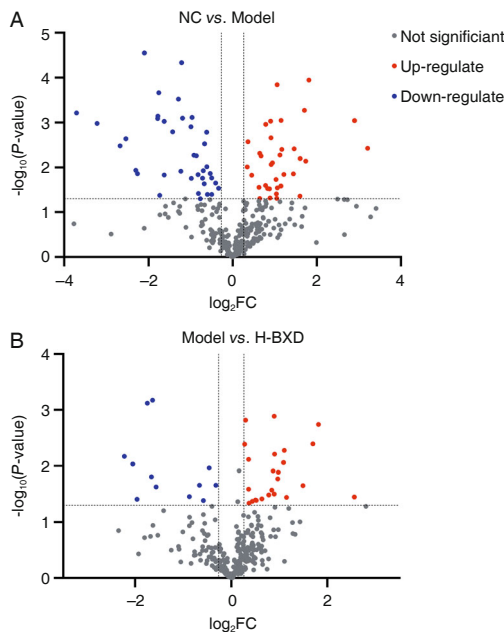 A
NC vs. Model
5
4
3
2
1
0
-log10(P-value)
−4
−2
0
2
4
log2FC
Not significiant
Up-regulate
Down-regulate
B
Model vs. H-BXD
4
3
2
1
0
-log10(P-value)
−2
0
2
log2FC